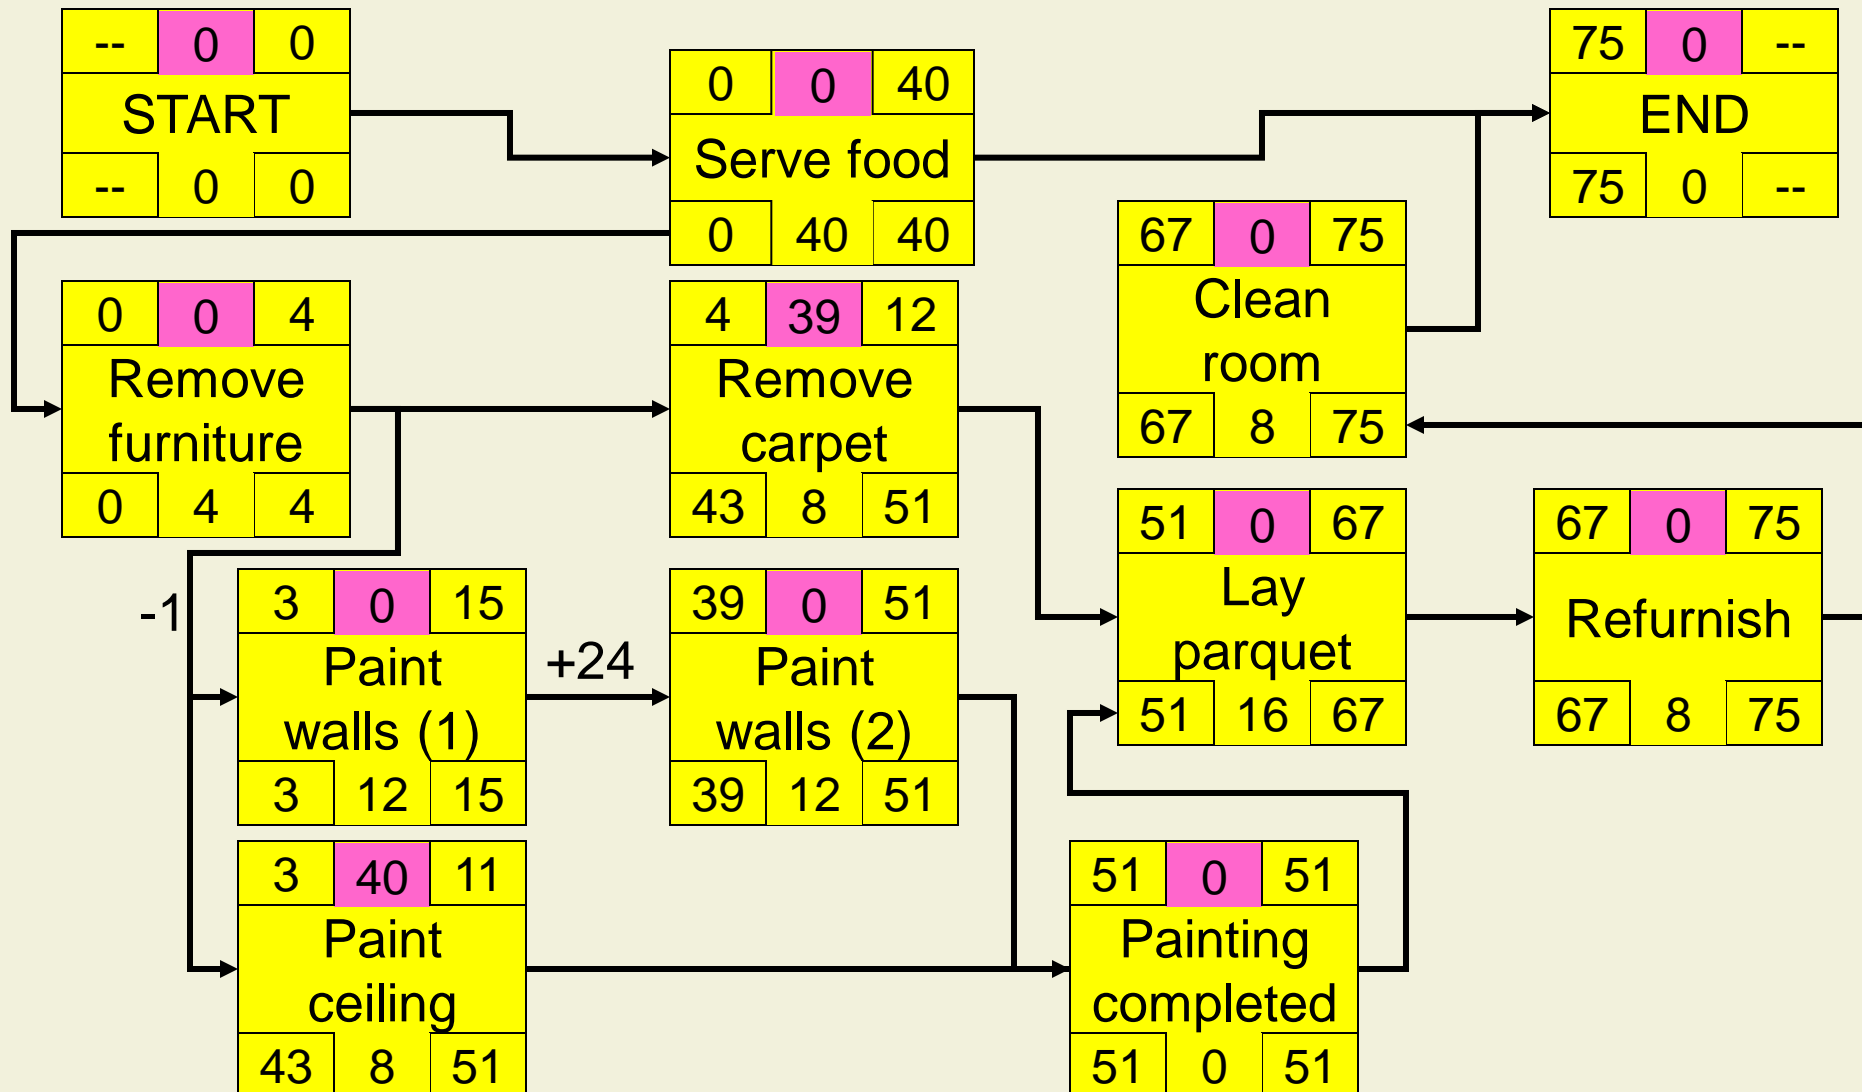 -- 0 0
START
-- 0 0
0 0 40
Serve food
0 40 40
75 0 --
END
75 0 --
67 0 75
Clean
room
67 8 75
0 0 4
Remove
furniture
0 4 4
4 39 12
Remove
carpet
43 8 51
51 0 67
Lay
parquet
51 16 67
67 0 75
Refurnish
67 8 75
-1
3 0 15
Paint
walls (1)
3 12 15
+24
39 0 51
Paint
walls (2)
39 12 51
3 40 11
Paint
ceiling
43 8 51
51 0 51
Painting
completed
51 0 51